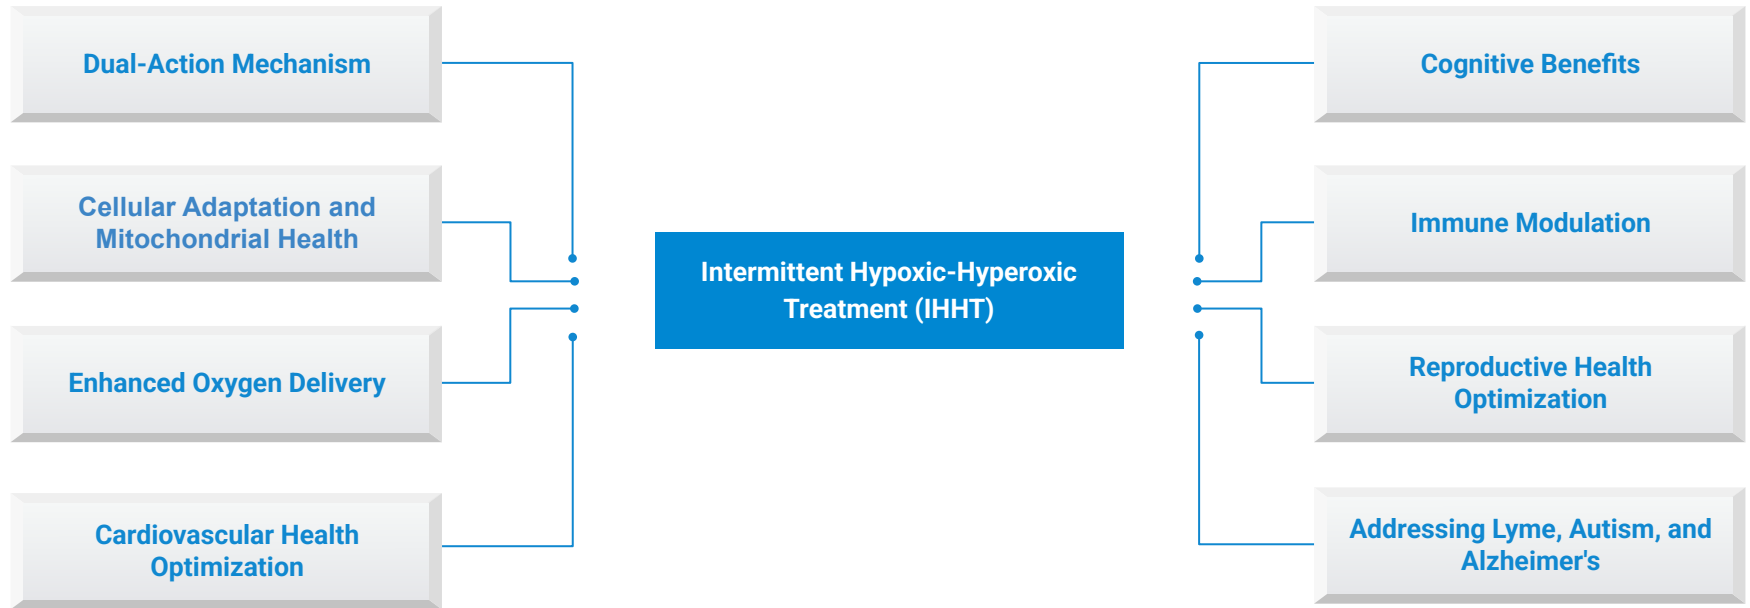 Dual-Action Mechanism
Cellular Adaptation and
Mitochondrial Health
Enhanced Oxygen Delivery
Cardiovascular Health
Optimization
Intermittent Hypoxic-Hyperoxic
Treatment (IHHT)
Cognitive Benefits
Immune Modulation
Reproductive Health
Optimization
Addressing Lyme, Autism, and
Alzheimer's